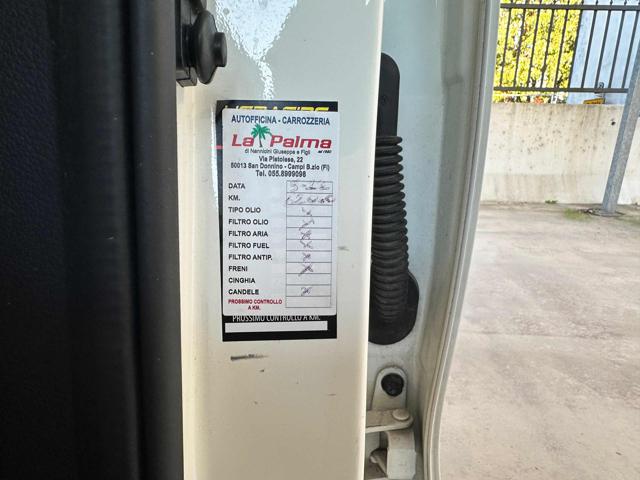 AUTOFFICINA - CARROZZERIA
La Palma
di Nannicini Giuseppe e Figli
Via Pistoiese, 22
50013 San Donnino - Campi B.zio (FI)
Tel. 055.8999098
DATA
KM.
TIPO OLIO
FILTRO OLIO
FILTRO ARIA
FILTRO FUEL
FILTRO ANTIP.
FRENI
CINGHIA
CANDELE
PROSSIMO CONTROLLO
A KM.
PROSSIMO CONTROLLO A KM.